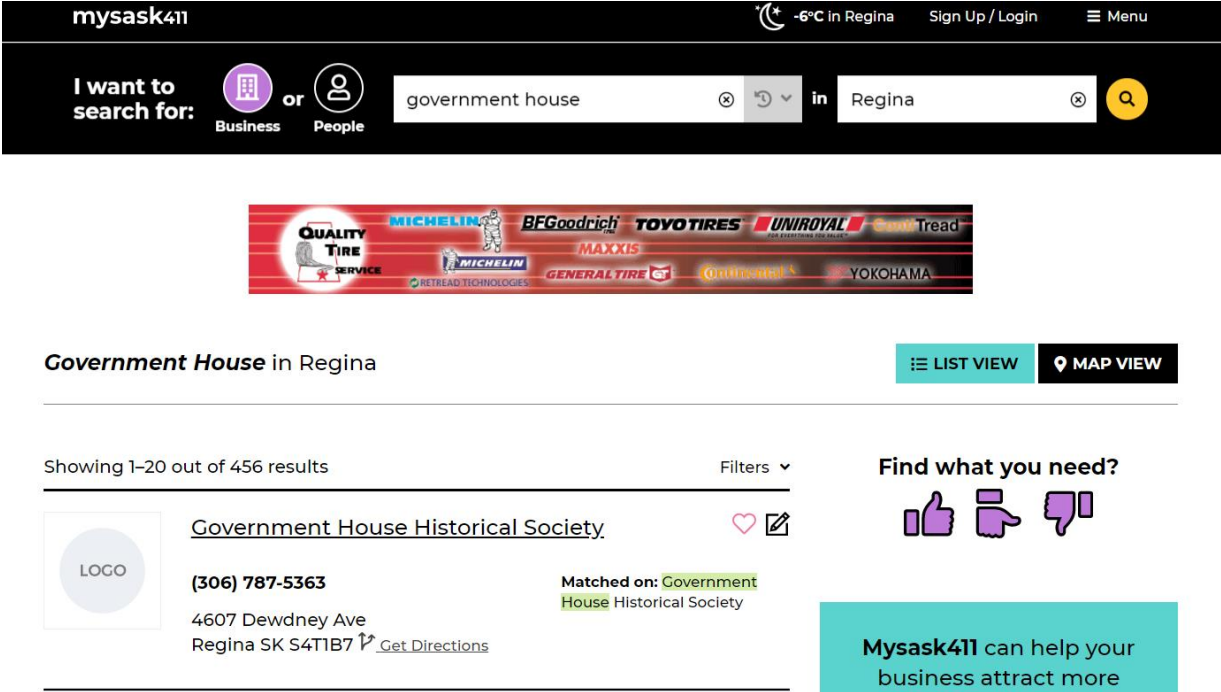 mysask411
-6°C in Regina Sign Up / Login Menu
I want to
search for:
Business
or
People
government house
in
Regina
QUALITY
TIRE
SERVICE
MICHELIN
MICHELIN
RETREAD TECHNOLOGIES
BFGoodrich
TOYO TIRES
UNIROYAL
ContiTread
MAXXIS
GENERAL TIRE
Continental
YOKOHAMA
Government House in Regina
LIST VIEW
MAP VIEW
Showing 1–20 out of 456 results
Filters
Find what you need?
LOGO
Government House Historical Society
(306) 787-5363
4607 Dewdney Ave
Regina SK S4T1B7 Get Directions
Matched on: Government
House Historical Society
Mysask411 can help your
business attract more